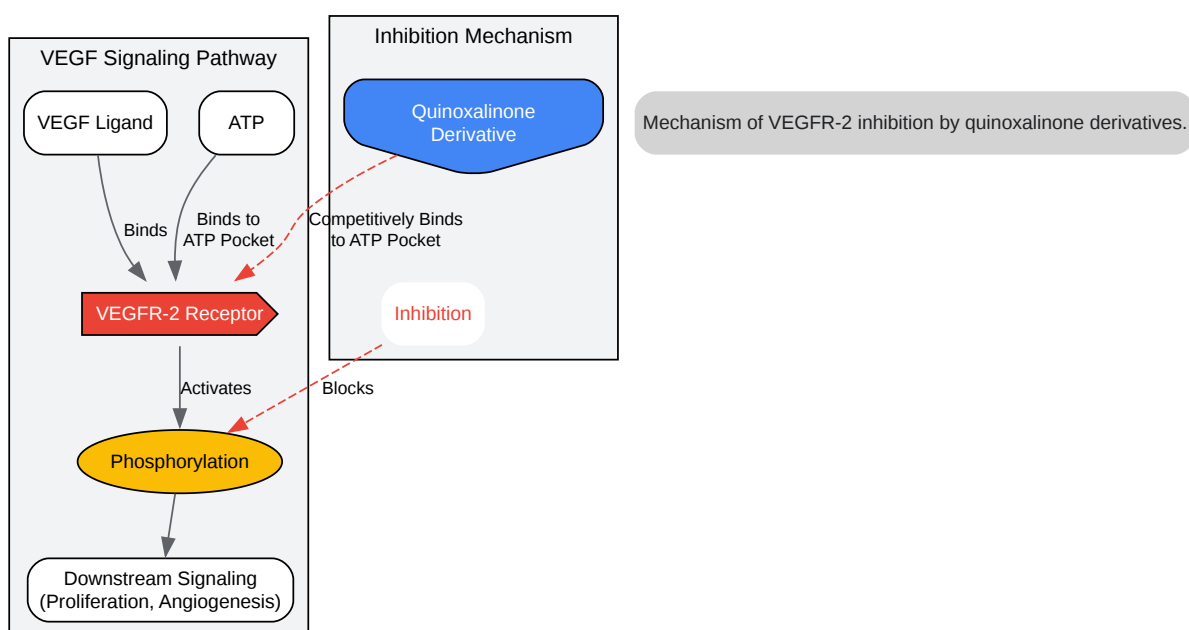 Inhibition Mechanism
VEGF Signaling Pathway
Quinoxalinone
Derivative
VEGF Ligand
ATP
Mechanism of VEGFR-2 inhibition by quinoxalinone derivatives.
Binds
Binds to
ATP Pocket
Competitively Binds
to ATP Pocket
VEGFR-2 Receptor
Inhibition
Activates
Blocks
Phosphorylation
Downstream Signaling
(Proliferation, Angiogenesis)